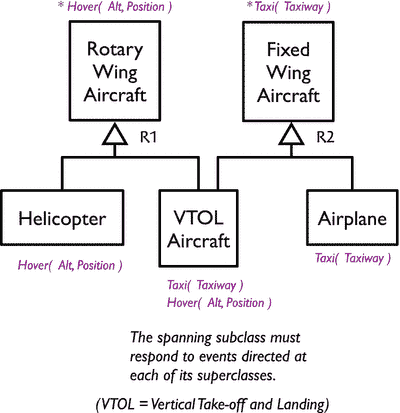 * Hover( Alt, Position )
* Taxi( Taxiway )
Rotary
Wing
Aircraft
Fixed
Wing
Aircraft
R1
R2
Helicopter
VTOL
Aircraft
Airplane
Hover( Alt, Position )
Taxi( Taxiway )
Hover( Alt, Position )
Taxi( Taxiway )
The spanning subclass must
respond to events directed at
each of its superclasses.
(VTOL = Vertical Take-off and Landing)